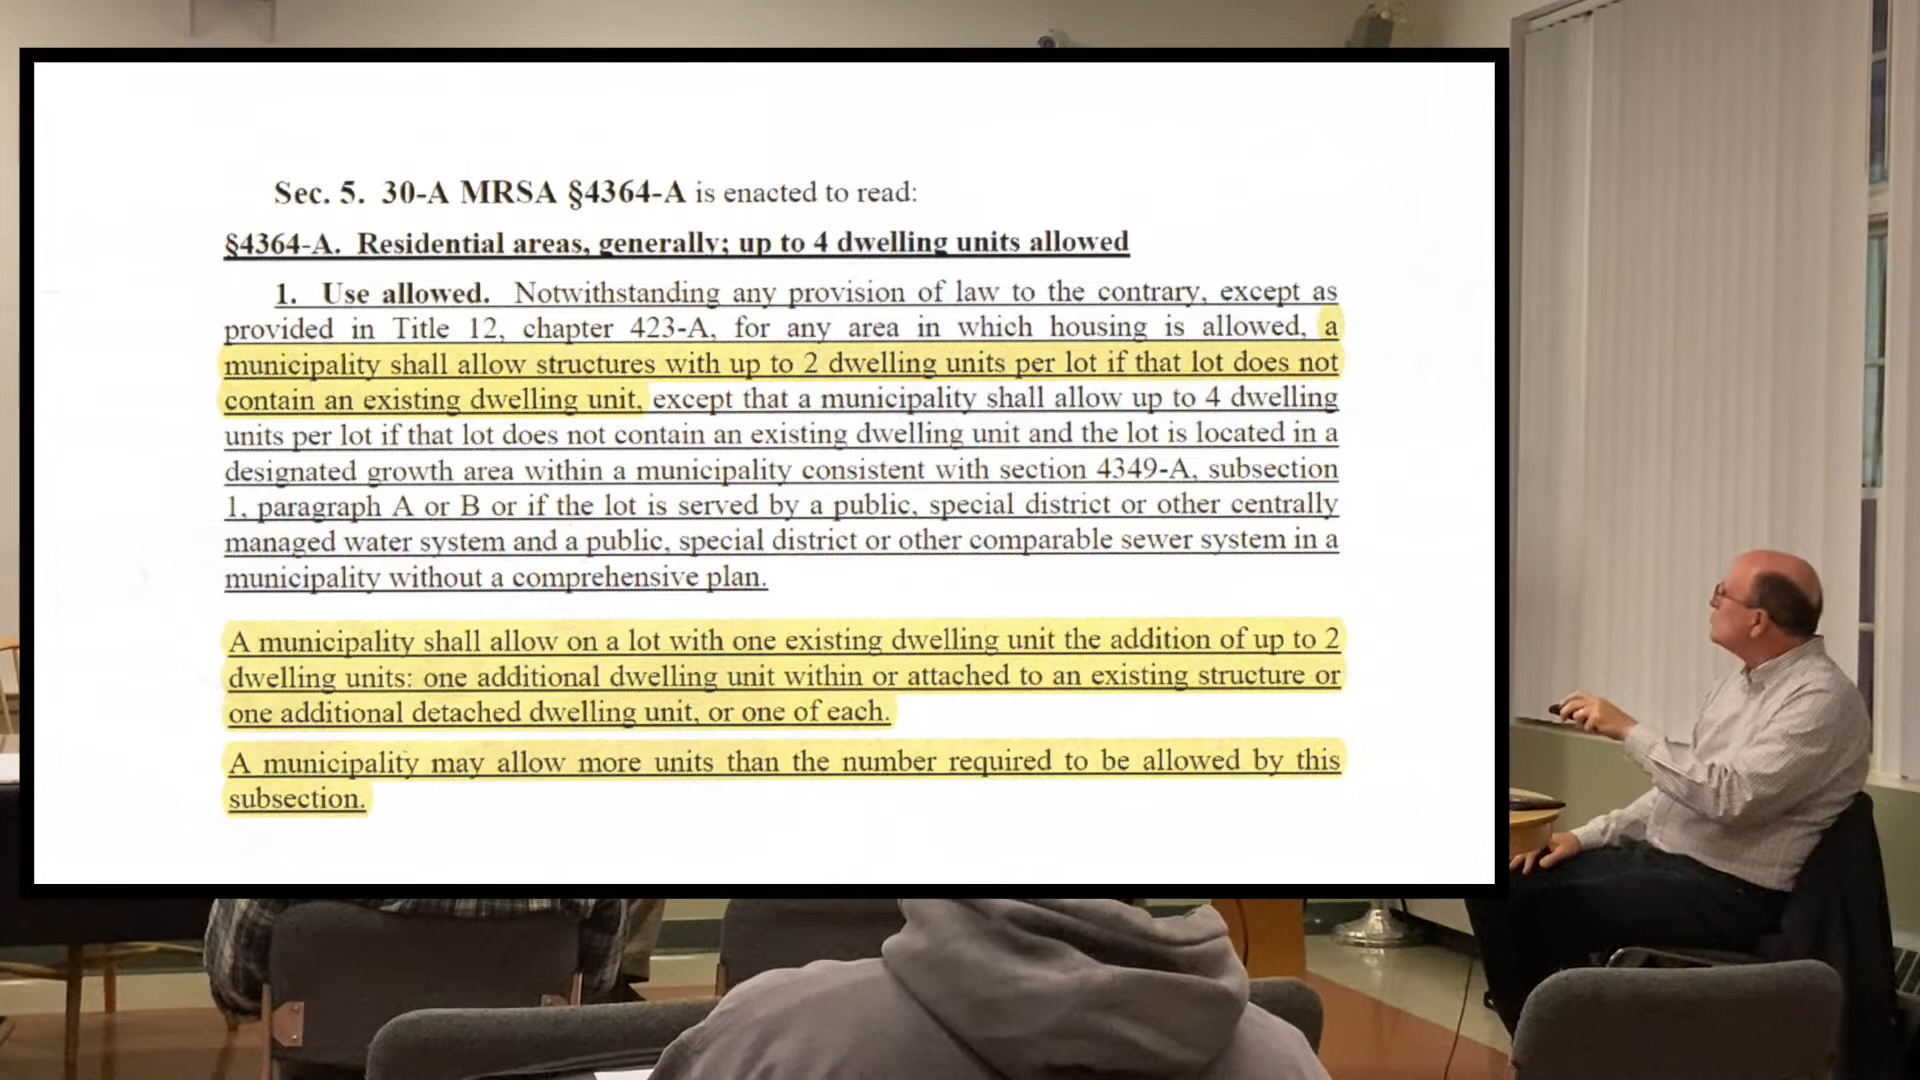 Sec. 5. 30-A MRSA §4364-A is enacted to read:
§4364-A. Residential areas, generally; up to 4 dwelling units allowed
1. Use allowed. Notwithstanding any provision of law to the contrary, except as
provided in Title 12, chapter 423-A, for any area in which housing is allowed, a
municipality shall allow structures with up to 2 dwelling units per lot if that lot does not
contain an existing dwelling unit, except that a municipality shall allow up to 4 dwelling
units per lot if that lot does not contain an existing dwelling unit and the lot is located in a
designated growth area within a municipality consistent with section 4349-A, subsection
1, paragraph A or B or if the lot is served by a public, special district or other centrally
managed water system and a public, special district or other comparable sewer system in a
municipality without a comprehensive plan.
A municipality shall allow on a lot with one existing dwelling unit the addition of up to 2
dwelling units: one additional dwelling unit within or attached to an existing structure or
one additional detached dwelling unit, or one of each.
A municipality may allow more units than the number required to be allowed by this
subsection.